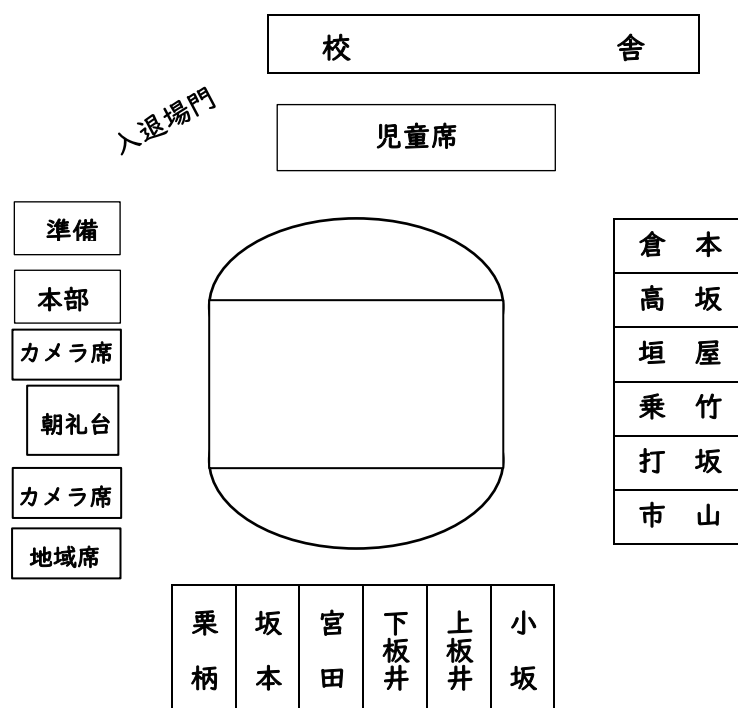 校舎
入退場門
児童席
準備
本部
カメラ席
朝礼台
カメラ席
地域席
倉本
高坂
垣屋
乗竹
打坂
市山
栗柄
坂本
宮田
下板井
上板井
小坂